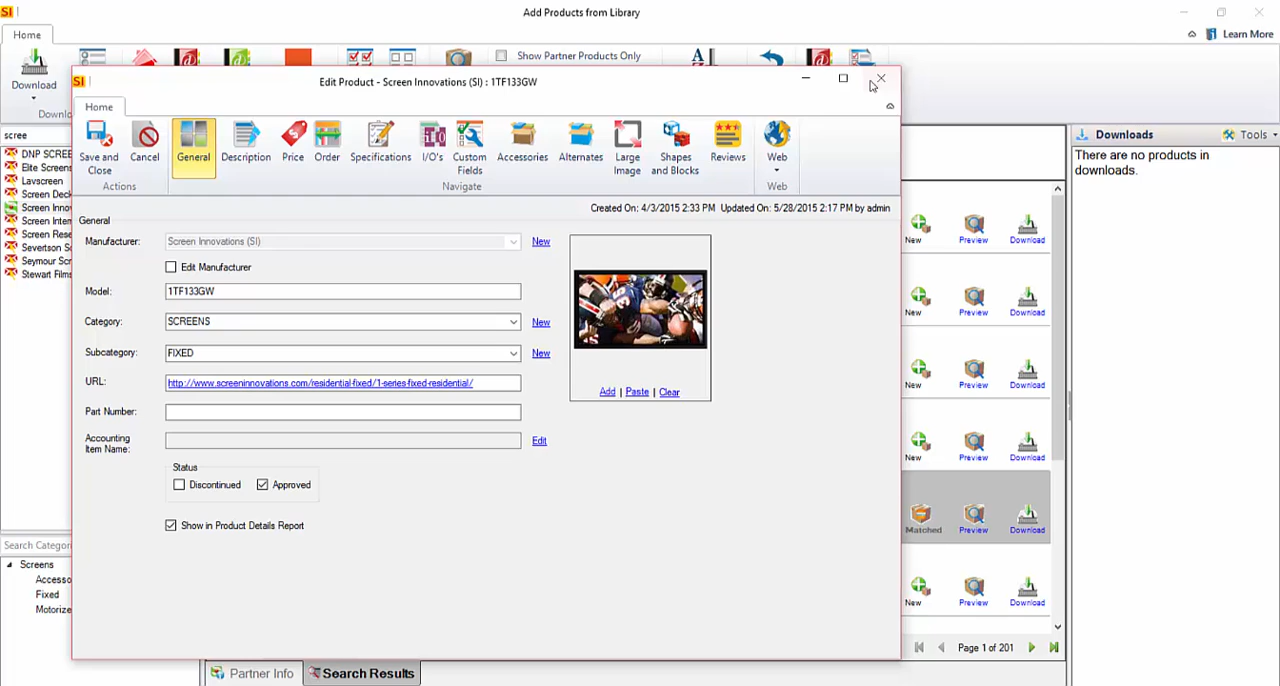 SI
Add Products from Library
Home
Learn More
Download
Show Partner Products Only
SI
Edit Product - Screen Innovations (SI) : 1TF133GW
Home
Save and Close
Cancel
General
Description
Price
Order
Specifications
I/O's
Custom Fields
Accessories
Alternates
Large Image
Shapes and Blocks
Reviews
Web
Actions
Navigate
Web
Created On: 4/3/2015 2:33 PM Updated On: 5/28/2015 2:17 PM by admin
General
Manufacturer:
Screen Innovations (SI)
New
Edit Manufacturer
Model:
1TF133GW
Category:
SCREENS
New
Subcategory:
FIXED
New
URL:
http://www.screeninnovations.com/residential-fixed/1-series-fixed-residential/
Part Number:
Accounting Item Name:
Edit
Add | Paste | Clear
Status
Discontinued
Approved
Show in Product Details Report
Downlo
scree
DNP SCREE
Elite Screens
Lavscreen
Screen Dec
Screen Inno
Screen Inter
Screen Rese
Severtson Sc
Seymour Scr
Stewart Films
Search Categor
Screens
Accesso
Fixed
Motorize
New Preview Download
New Preview Download
New Preview Download
New Preview Download
Matched Preview Download
New Preview Download
Page 1 of 201
Partner Info
Search Results
Downloads
Tools
There are no products in
downloads.